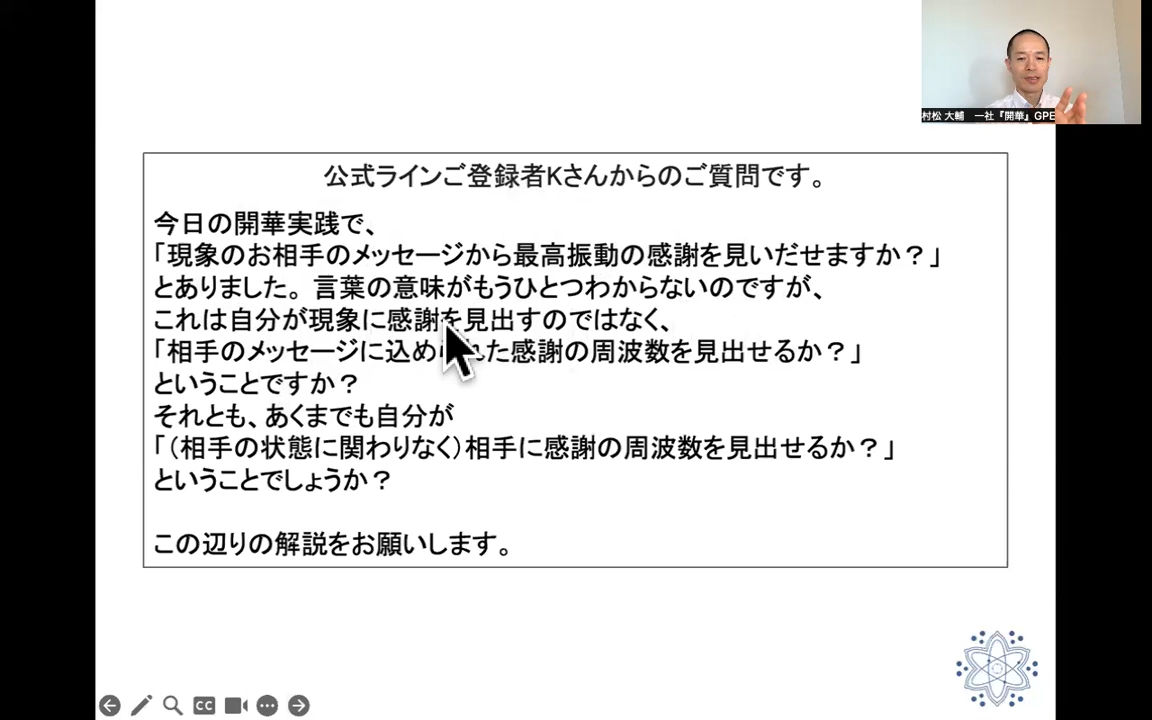 村松 大輔 一社『開華』GPE
公式ラインご登録者Kさんからのご質問です。
今日の開華実践で、
「現象のお相手のメッセージから最高振動の感謝を見いだせますか？」
とありました。言葉の意味がもうひとつわからないのですが、
これは自分が現象に感謝を見出すのではなく、
「相手のメッセージに込められた感謝の周波数を見出せるか？」
ということですか？
それとも、あくまでも自分が
「（相手の状態に関わりなく）相手に感謝の周波数を見出せるか？」
ということでしょうか？
この辺りの解説をお願いします。
CC